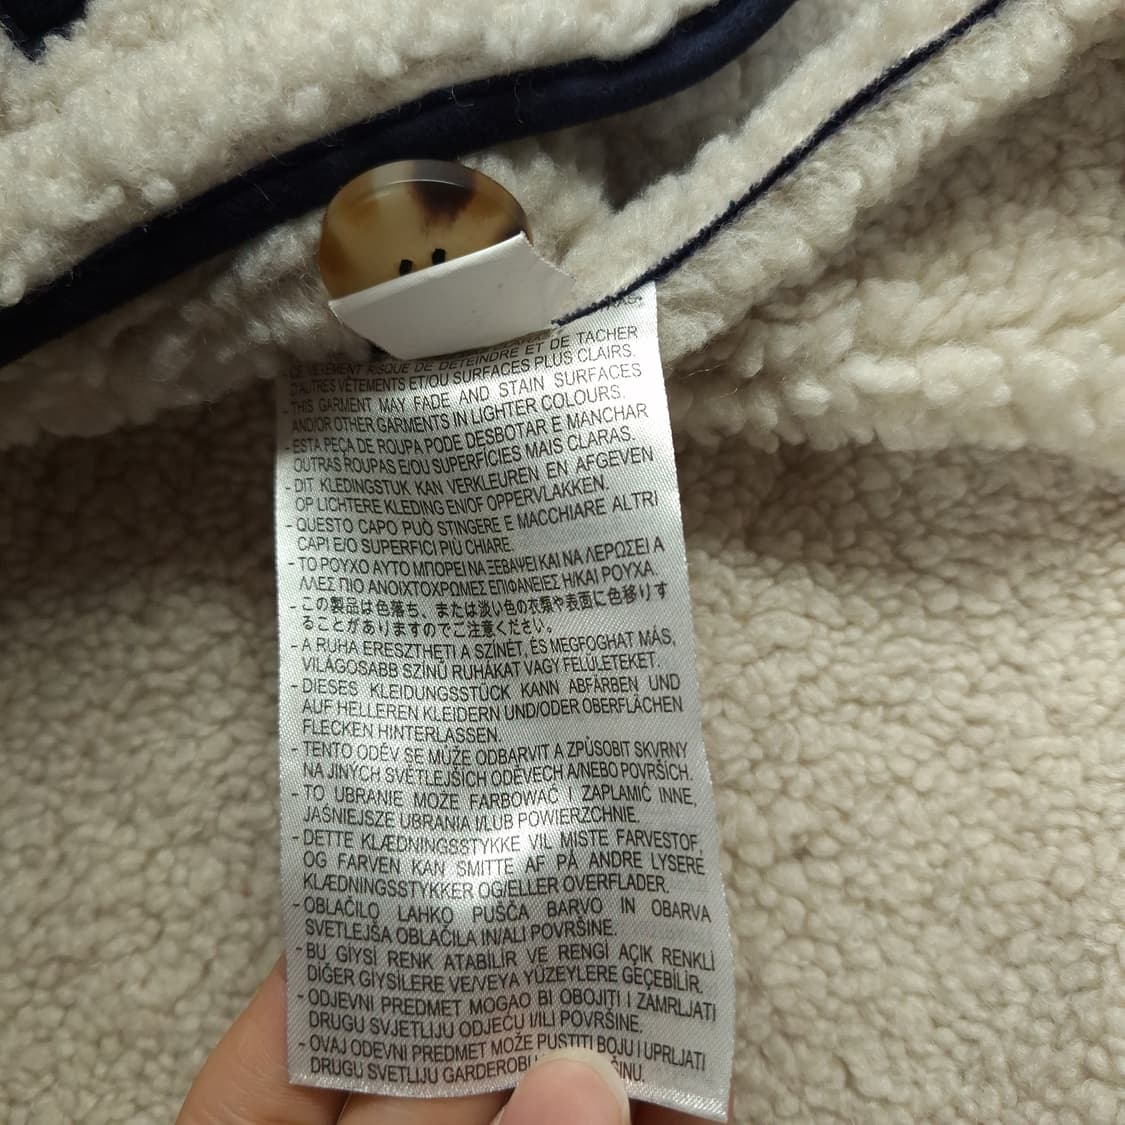 CE VÊTEMENT RISQUE DE DÉTEINDRE ET DE TACHER
D'AUTRES VÊTEMENTS ET/OU SURFACES PLUS CLAIRS.
- THIS GARMENT MAY FADE AND STAIN SURFACES
AND/OR OTHER GARMENTS IN LIGHTER COLOURS.
- ESTA PEÇA DE ROUPA PODE DESBOTAR E MANCHAR
OUTRAS ROUPAS E/OU SUPERFÍCIES MAIS CLARAS.
- DIT KLEDINGSTUK KAN VERKLEUREN EN AFGEVEN
OP LICHTERE KLEDING EN/OF OPPERVLAKKEN.
- QUESTO CAPO PUÒ STINGERE E MACCHIARE ALTRI
CAPI E/O SUPERFICI PIÙ CHIARE.
- ΤΟ ΡΟΥΧΟ ΑΥΤΟ ΜΠΟΡΕΙ ΝΑ ΞΕΒΑΨΕΙ ΚΑΙ ΝΑ ΛΕΡΩΣΕΙ Α
ΛΛΕΣ ΠΙΟ ΑΝΟΙΧΤΟΧΡΩΜΕΣ ΕΠΙΦΑΝΕΙΕΣ Η/ΚΑΙ ΡΟΥΧΑ.
- この製品は色落ち、または淡い色の衣類や表面に色移りす
ることがありますのでご注意ください。
- A RUHA ERESZTHETI A SZÍNÉT, ÉS MEGFOGHAT MÁS,
VILÁGOSABB SZÍNŰ RUHÁKAT VAGY FELÜLETEKET.
- DIESES KLEIDUNGSSTÜCK KANN ABFÄRBEN UND
AUF HELLEREN KLEIDERN UND/ODER OBERFLÄCHEN
FLECKEN HINTERLASSEN.
- TENTO ODĚV SE MŮŽE ODBARVIT A ZPŮSOBIT SKVRNY
NA JINÝCH SVĚTLEJŠÍCH ODĚVECH A/NEBO POVRŠÍCH.
- TO UBRANIE MOŻE FARBOWAĆ I ZAPLAMIĆ INNE,
JAŚNIEJSZE UBRANIA I/LUB POWIERZCHNIE.
- DETTE KLÆDNINGSSTYKKE VIL MISTE FARVESTOF,
OG FARVEN KAN SMITTE AF PÅ ANDRE LYSERE
KLÆDNINGSSTYKKER OG/ELLER OVERFLADER.
- OBLAČILO LAHKO PUŠČA BARVO IN OBARVA
SVETLEJŠA OBLAČILA IN/ALI POVRŠINE.
- BU GİYSİ RENK ATABİLİR VE RENGİ AÇIK RENKLİ
DİĞER GİYSİLERE VE/VEYA YÜZEYLERE GEÇEBİLİR.
- ODJEVNI PREDMET MOGAO BI OBOJITI I ZAMRLJATI
DRUGU SVJETLIJU ODJEĆU I/ILI POVRŠINE.
- OVAJ ODEVNI PREDMET MOŽE PUSTITI BOJU I UPRLJATI
DRUGU SVETLIJU GARDEROBU